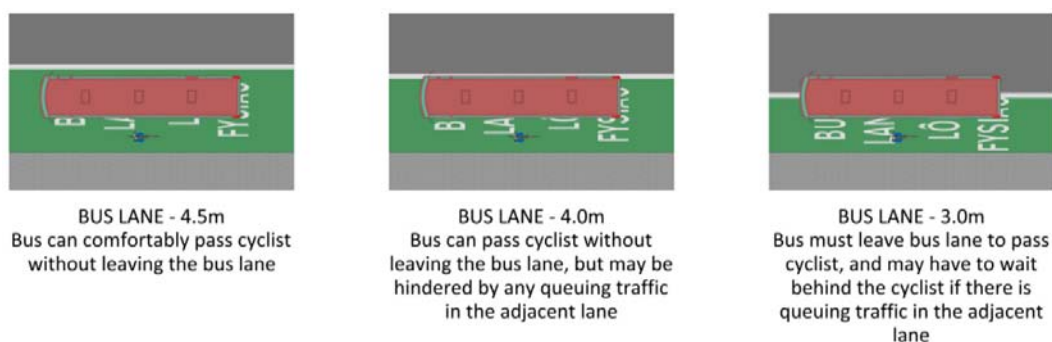 BUS LANE - 4.5m
Bus can comfortably pass cyclist
without leaving the bus lane
BUS LANE - 4.0m
Bus can pass cyclist without
leaving the bus lane, but may be
hindered by any queuing traffic
in the adjacent lane
BUS LAN LÔ FYSIAU
BUS LANE - 3.0m
Bus must leave bus lane to pass
cyclist, and may have to wait
behind the cyclist if there is
queuing traffic in the adjacent
lane